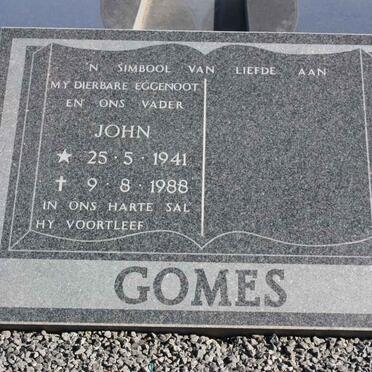 'N SIMBOOL VAN LIEFDE AAN
MY DIERBARE EGGENOOT
EN ONS VADER
JOHN
★ 25·5·1941
✝ 9·8·1988
IN ONS HARTE SAL
HY VOORTLEEF
GOMES